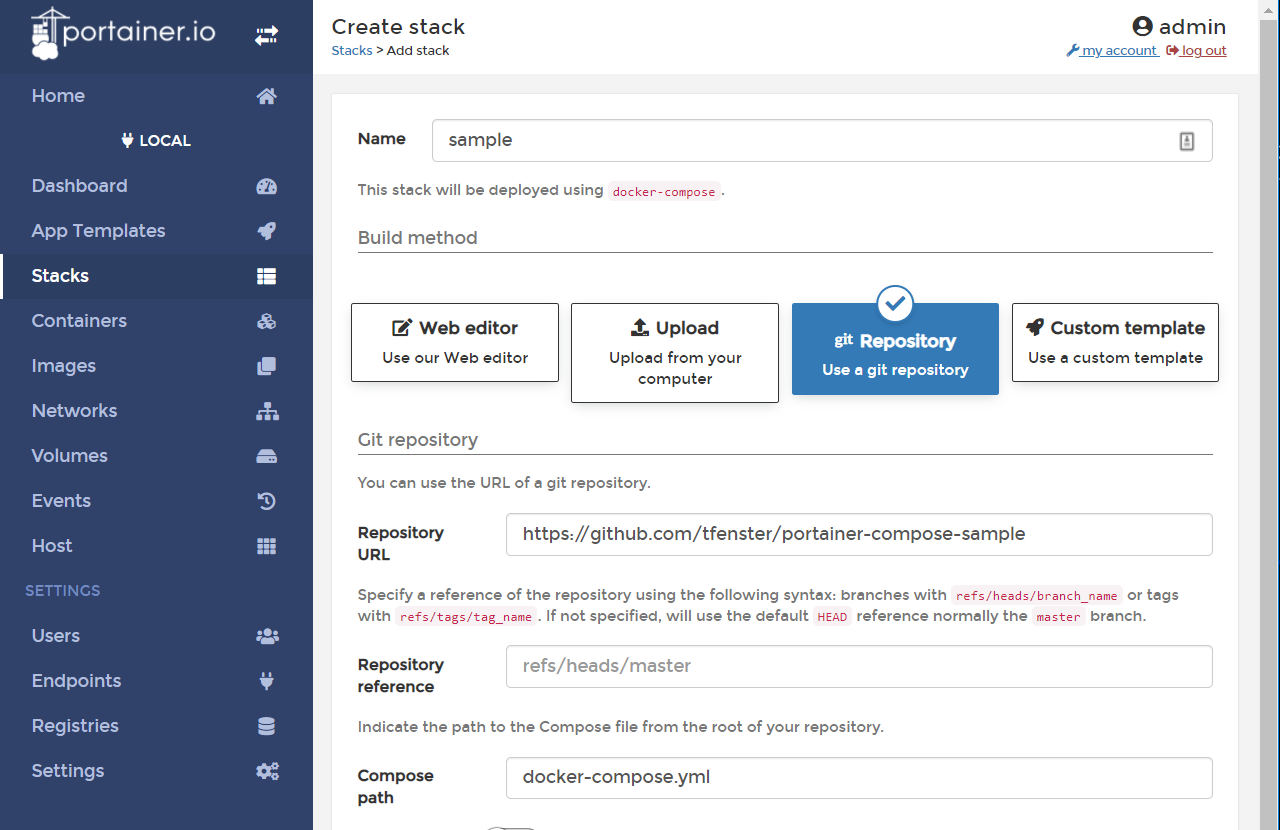 portainer.io
Home
LOCAL
Dashboard
App Templates
Stacks
Containers
Images
Networks
Volumes
Events
Host
SETTINGS
Users
Endpoints
Registries
Settings
Create stack
Stacks > Add stack
admin
my account log out
Name sample
This stack will be deployed using docker-compose.
Build method
Web editor
Use our Web editor
Upload
Upload from your
computer
git Repository
Use a git repository
Custom template
Use a custom template
Git repository
You can use the URL of a git repository.
Repository
URL
https://github.com/tfenster/portainer-compose-sample
Specify a reference of the repository using the following syntax: branches with refs/heads/branch_name or tags
with refs/tags/tag_name. If not specified, will use the default HEAD reference normally the master branch.
Repository
reference
refs/heads/master
Indicate the path to the Compose file from the root of your repository.
Compose
path
docker-compose.yml